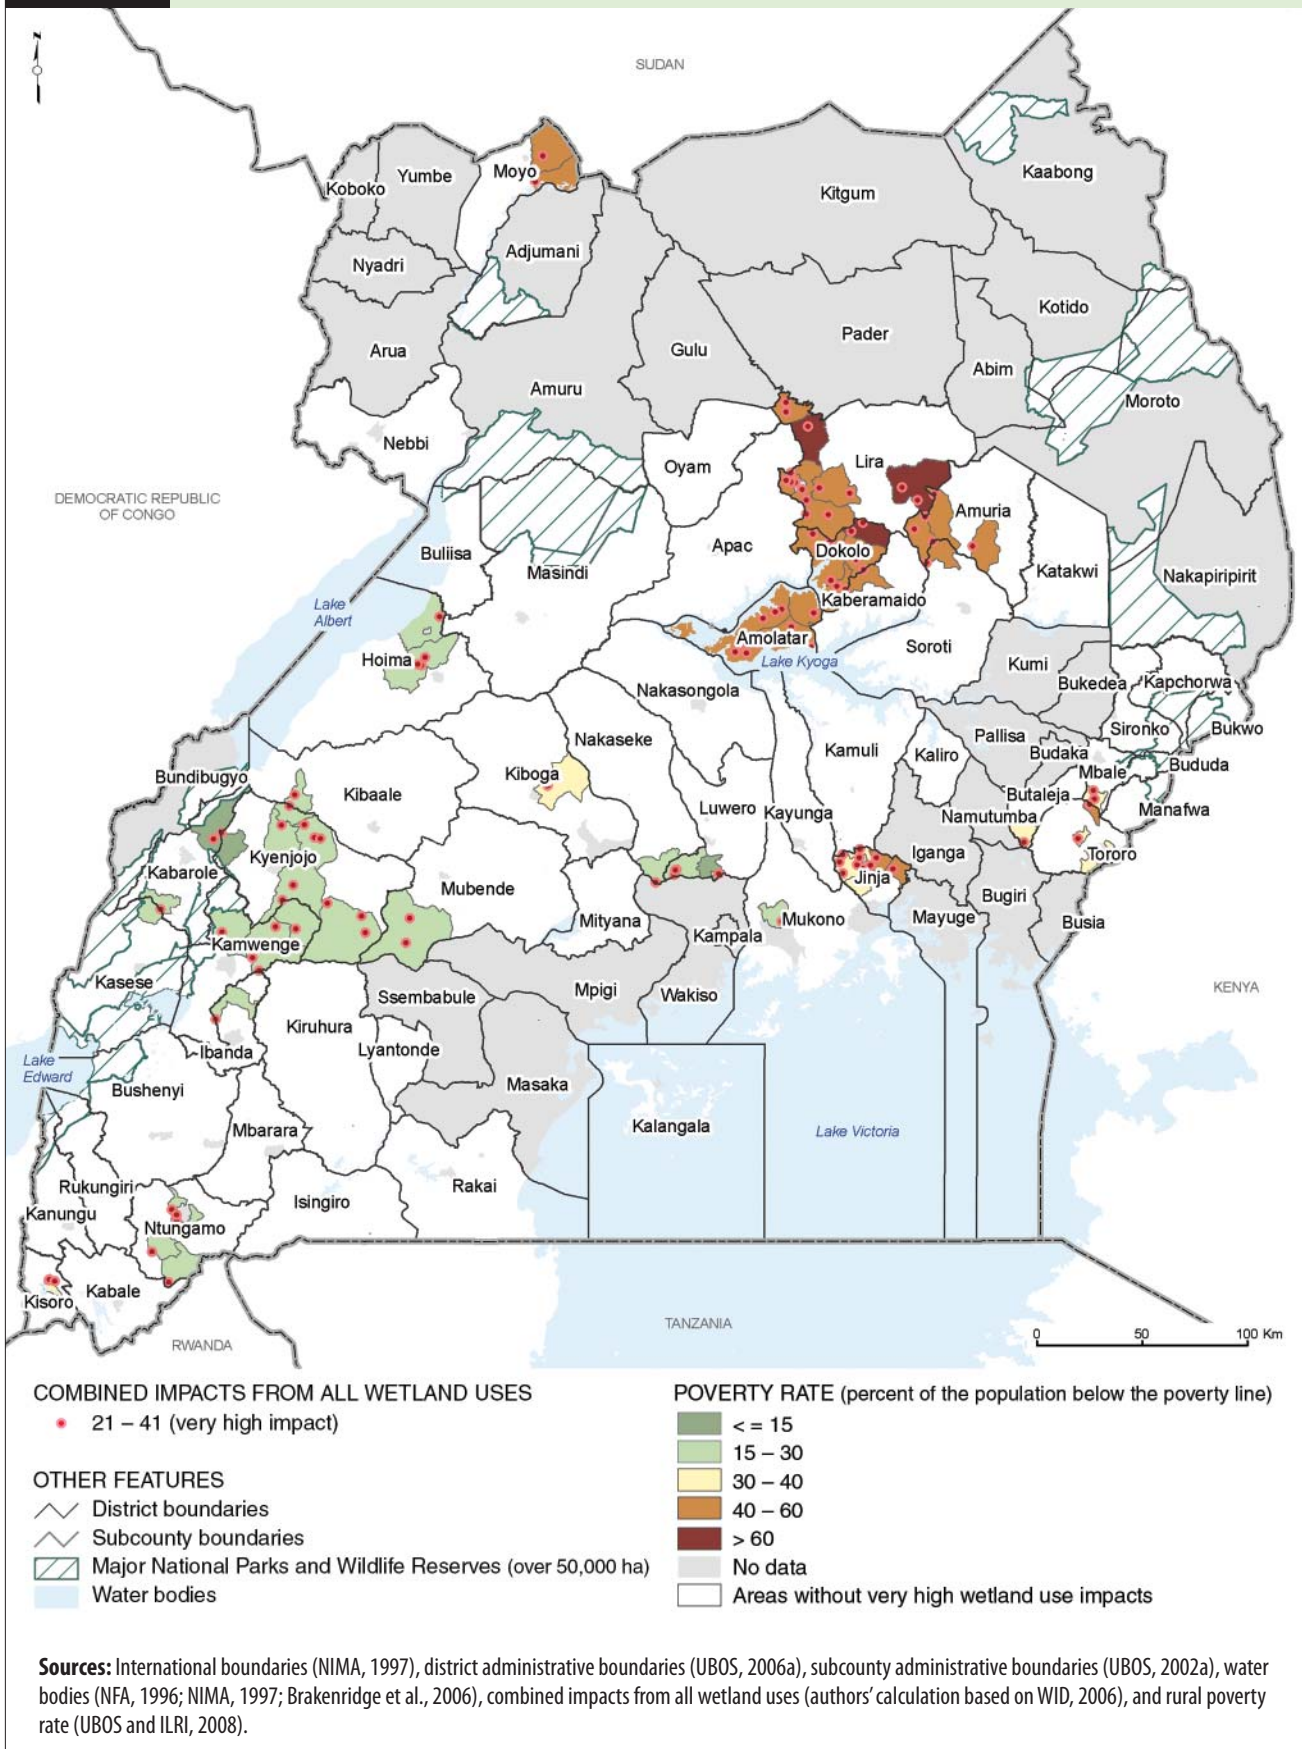 N
SUDAN
Koboko
Yumbe
Moyo
Kitgum
Kaabong
Nyadri
Adjumani
Kotido
Arua
Gulu
Pader
Abim
Amuru
Moroto
Nebbi
Oyam
Lira
DEMOCRATIC REPUBLIC
OF CONGO
Amuria
Buliisa
Apac
Dokolo
Masindi
Katakwi
Nakapiripirit
Lake
Albert
Kaberamaido
Amolatar
Soroti
Hoima
Lake Kyoga
Kumi
Bukedea
Kapchorwa
Nakasongola
Sironko
Bukwo
Nakaseke
Kamuli
Kaliro
Pallisa
Budaka
Bundibugyo
Kiboga
Mbale
Bududa
Kibaale
Butaleja
Luwero
Kayunga
Namutumba
Manafwa
Kyenjojo
Iganga
Tororo
Kabarole
Jinja
Mubende
Bugiri
Mityana
Mukono
Mayuge
Busia
Kamwenge
Kampala
Kasese
Ssembabule
Mpigi
Wakiso
KENYA
Kiruhura
Ibanda
Lyantonde
Lake
Edward
Bushenyi
Masaka
Mbarara
Kalangala
Lake Victoria
Rukungiri
Isingiro
Rakai
Kanungu
Ntungamo
Kisoro
Kabale
TANZANIA
RWANDA
0 50 100 Km
COMBINED IMPACTS FROM ALL WETLAND USES
21 – 41 (very high impact)
OTHER FEATURES
District boundaries
Subcounty boundaries
Major National Parks and Wildlife Reserves (over 50,000 ha)
Water bodies
POVERTY RATE (percent of the population below the poverty line)
< = 15
15 – 30
30 – 40
40 – 60
> 60
No data
Areas without very high wetland use impacts
Sources: International boundaries (NIMA, 1997), district administrative boundaries (UBOS, 2006a), subcounty administrative boundaries (UBOS, 2002a), water
bodies (NFA, 1996; NIMA, 1997; Brakenridge et al., 2006), combined impacts from all wetland uses (authors’ calculation based on WID, 2006), and rural poverty
rate (UBOS and ILRI, 2008).